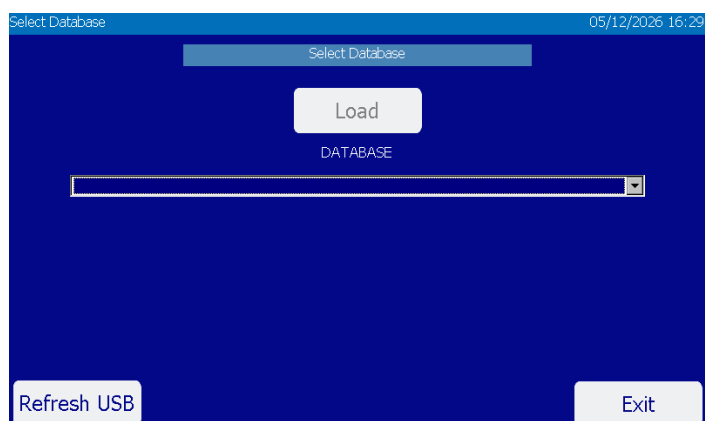 Select Database 05/12/2026 16:29
Select Database
Load
DATABASE
Refresh USB Exit